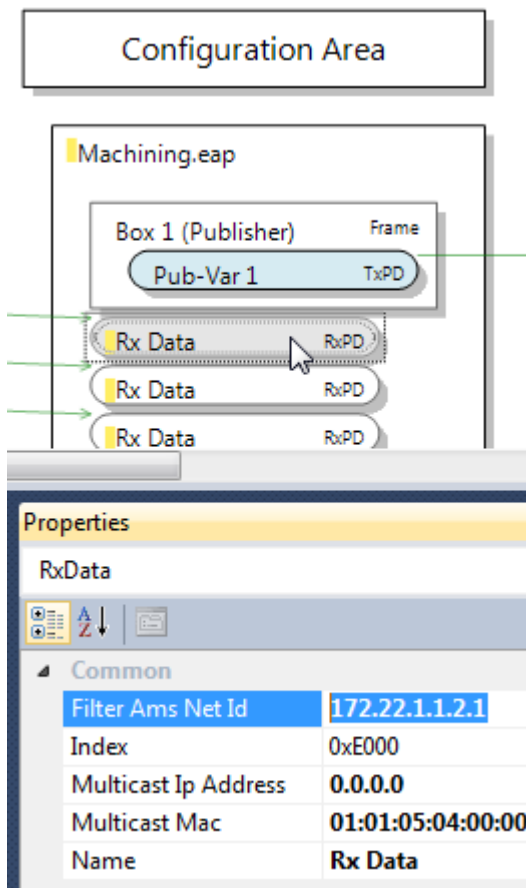 Configuration Area
Machining.eap
Box 1 (Publisher) Frame
Pub-Var 1 TxPD
Rx Data RxPD
Rx Data RxPD
Rx Data RxPD
Properties
RxData
Common
Filter Ams Net Id 172.22.1.1.2.1
Index 0xE000
Multicast Ip Address 0.0.0.0
Multicast Mac 01:01:05:04:00:00
Name Rx Data